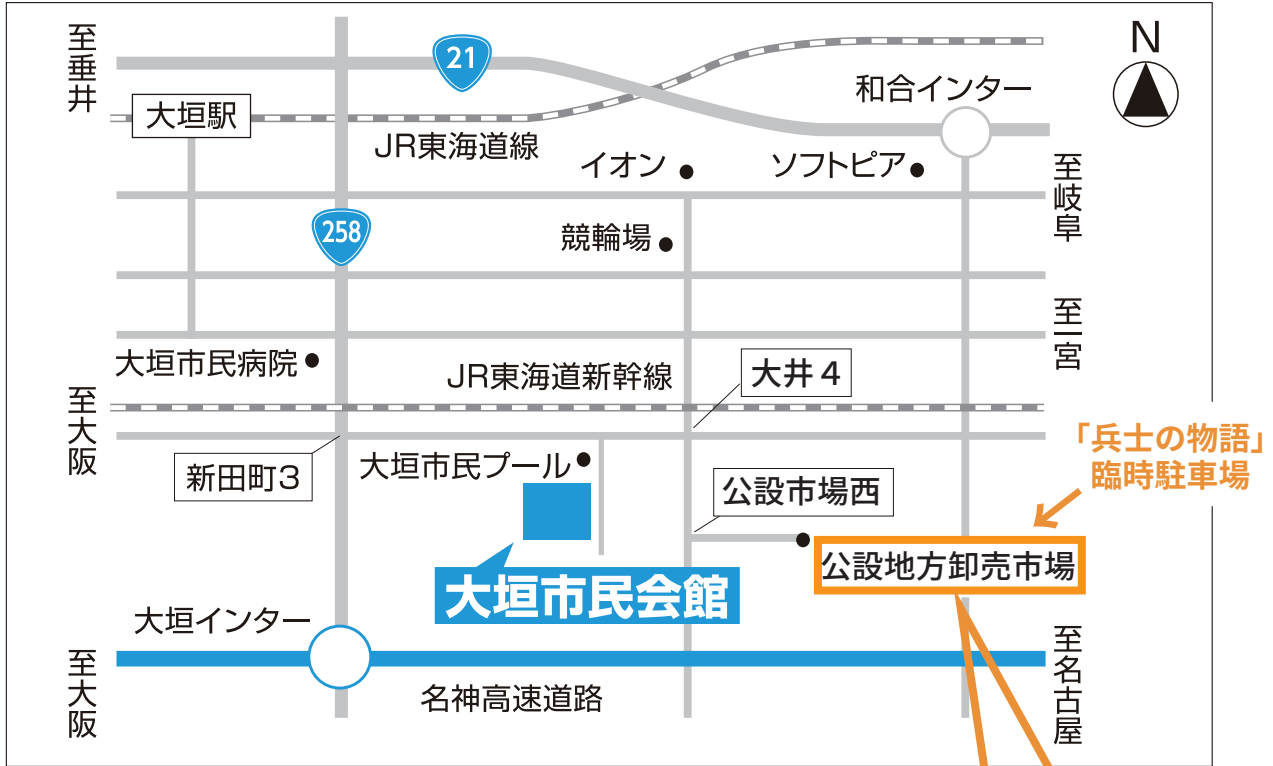 至垂井
21
N
和合インター
大垣駅
JR東海道線
イオン
ソフトピア
至岐阜
258
競輪場
至一宮
大垣市民病院
JR東海道新幹線
大井4
至大阪
「兵士の物語」
臨時駐車場
新田町3
大垣市民プール
公設市場西
公設地方卸売市場
大垣市民会館
大垣インター
至大阪
至名古屋
名神高速道路